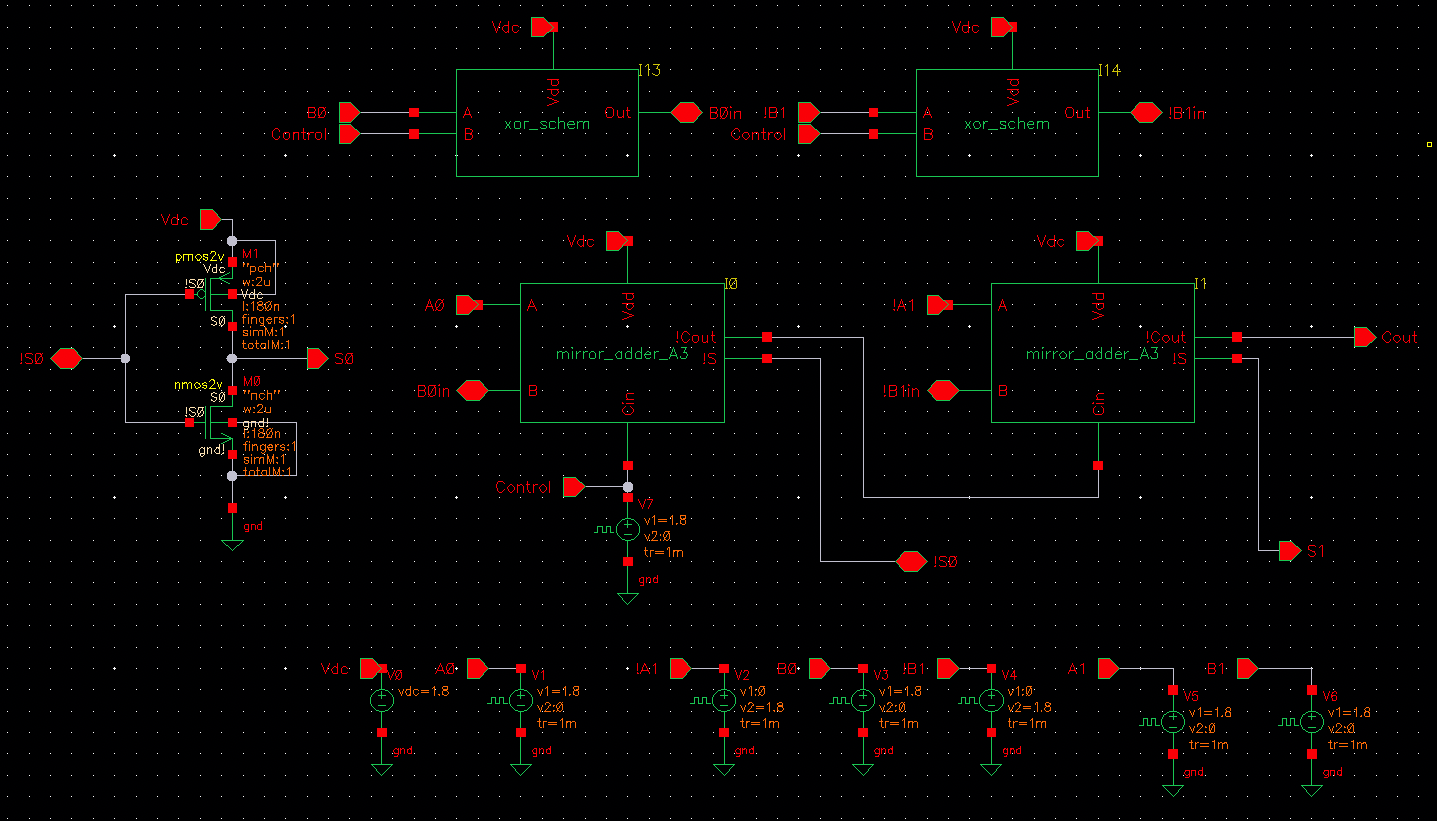 Vdc
I13
Vdd
B0
A
Out
B0in
Control
B
xor_schem
Vdc
I14
Vdd
!B1
A
Out
!B1in
Control
B
xor_schem
Vdc
pmos2v
M1
Vdc
"pch"
!S0
w:2u
Vdc
l:180n
S0
fingers:1
simM:1
totalM:1
!S0
S0
nmos2v
M0
S0
"nch"
!S0
w:2u
gnd!
l:180n
gnd!
fingers:1
simM:1
totalM:1
gnd
Vdc
I0
Vdd
A0
A
!Cout
mirror_adder_A3
!S
B0in
B
Cin
Control
V7
v1=1.8
v2:0
tr=1m
gnd
!S0
Vdc
I1
Vdd
!A1
A
!Cout
Cout
mirror_adder_A3
!S
!B1in
B
Cin
S1
Vdc
V0
vdc=1.8
gnd
A0
V1
v1=1.8
v2:0
tr=1m
gnd
!A1
V2
v1:0
v2=1.8
tr=1m
gnd
B0
V3
v1=1.8
v2:0
tr=1m
gnd
!B1
V4
v1:0
v2=1.8
tr=1m
gnd
A1
V5
v1=1.8
v2:0
tr=1m
gnd
B1
V6
v1=1.8
v2:0
tr=1m
gnd